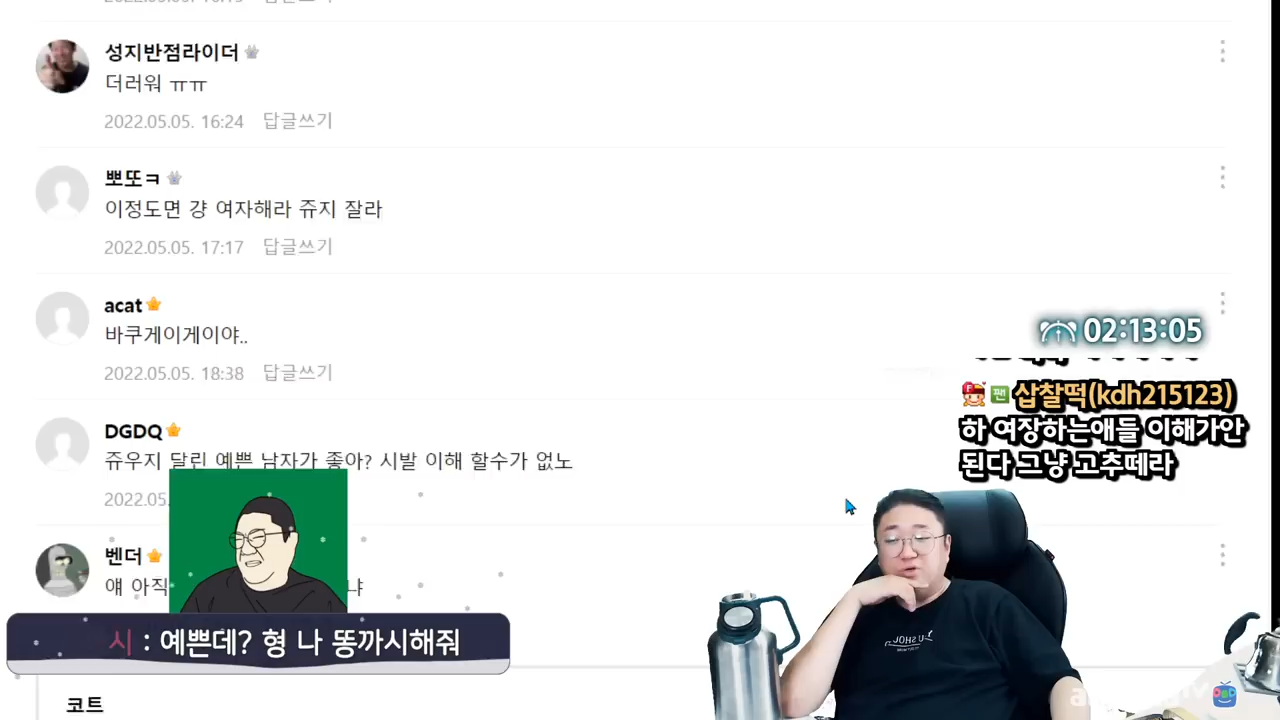 성지반점라이더
더러워 ㅠㅠ
2022.05.05. 16:24 답글쓰기
뽀또ㅋ
이정도면 걍 여자해라 쥬지 잘라
2022.05.05. 17:17 답글쓰기
acat
바쿠게이게이야..
2022.05.05. 18:38 답글쓰기
02:13:05
F 팬 삽찰떡(kdh215123)
하 여장하는애들 이해가안
된다 그냥 고추떼라
DGDQ
쥬우지 달린 예쁜 남자가 좋아? 시발 이해 할수가 없노
2022.05.
벤더
얘 아직
시 : 예쁜데? 형 나 똥까시해줘
코트